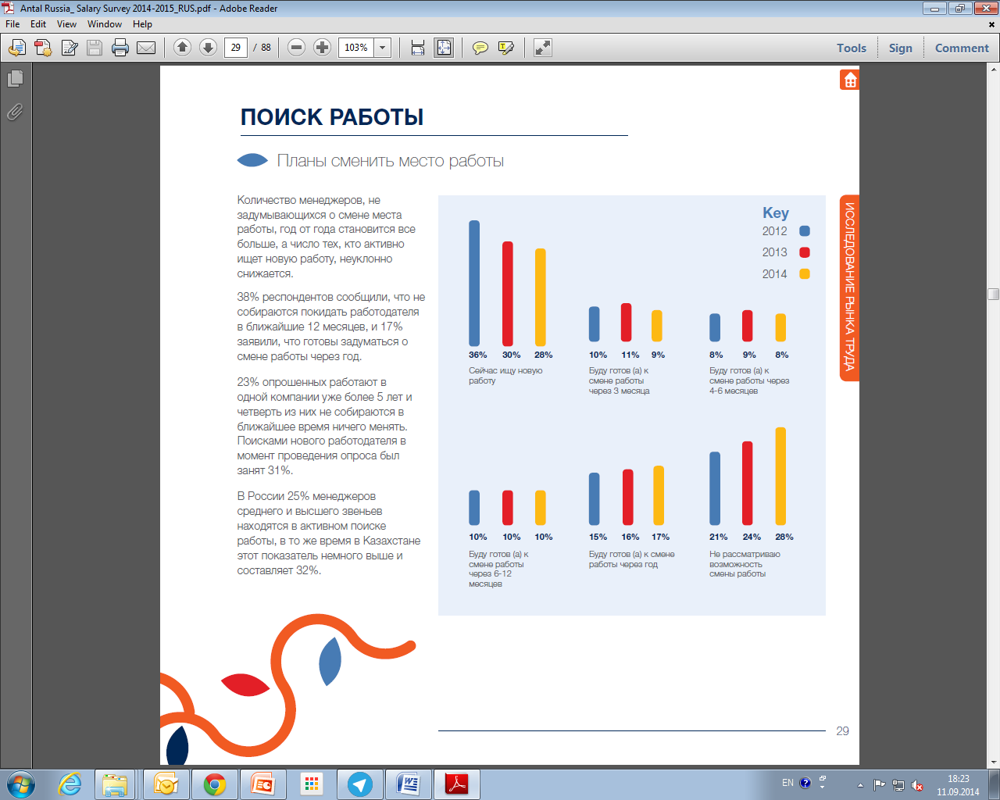 Antal Russia_ Salary Survey 2014-2015_RUS.pdf - Adobe Reader
File Edit View Window Help
29 / 88 103% Tools Sign Comment
ПОИСК РАБОТЫ
Планы сменить место работы
Количество менеджеров, не
задумывающихся о смене места
работы, год от года становится все
больше, а число тех, кто активно
ищет новую работу, неуклонно
снижается.
38% респондентов сообщили, что не
собираются покидать работодателя
в ближайшие 12 месяцев, и 17%
заявили, что готовы задуматься о
смене работы через год.
23% опрошенных работают в
одной компании уже более 5 лет и
четверть из них не собираются в
ближайшее время ничего менять.
Поисками нового работодателя в
момент проведения опроса был
занят 31%.
В России 25% менеджеров
среднего и высшего звеньев
находятся в активном поиске
работы, в то же время в Казахстане
этот показатель немного выше и
составляет 32%.
Key
2012
2013
2014
36% 30% 28%
Сейчас ищу новую
работу
10% 11% 9%
Буду готов (а) к
смене работы
через 3 месяца
8% 9% 8%
Буду готов (а) к
смене работы через
4-6 месяцев
10% 10% 10%
Буду готов (а) к
смене работы
через 6-12
месяцев
15% 16% 17%
Буду готов (а) к смене
работы через год
21% 24% 28%
Не рассматриваю
возможность
смены работы
ИССЛЕДОВАНИЕ РЫНКА ТРУДА
29
EN
18:23
11.09.2014